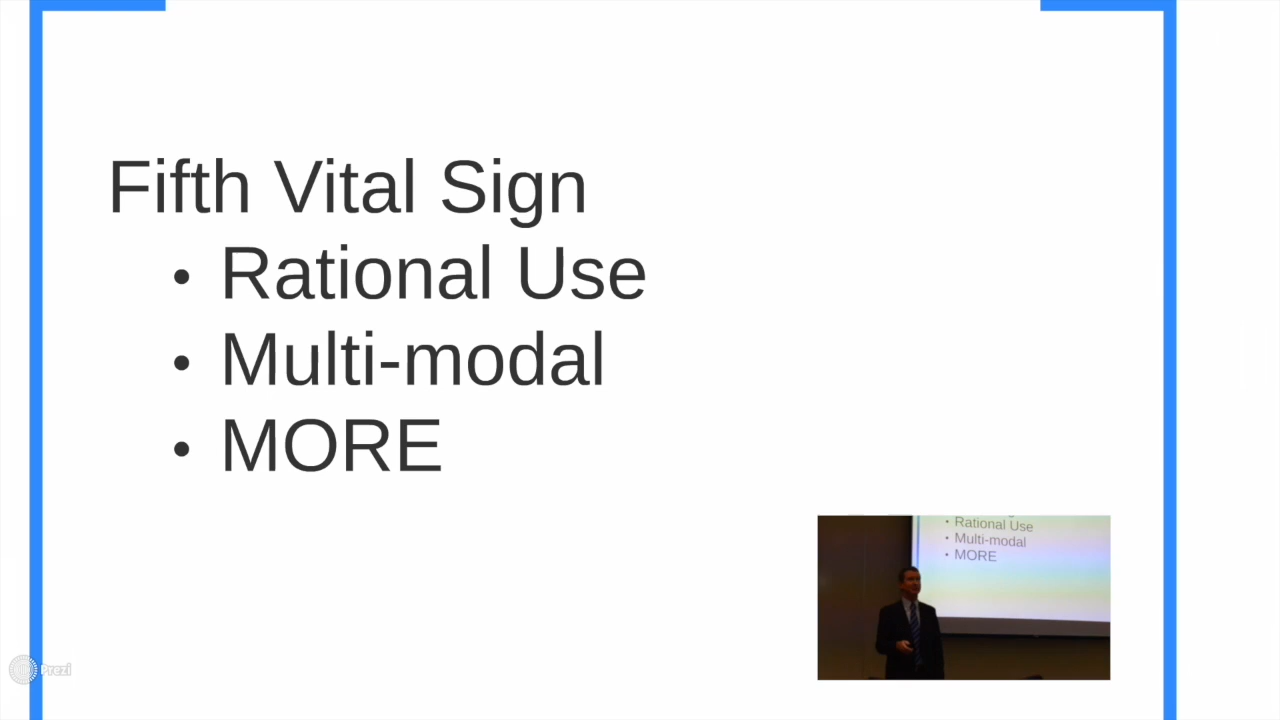 Fifth Vital Sign
• Rational Use
• Multi-modal
• MORE
• Rational Use
• Multi-modal
• MORE
Prezi